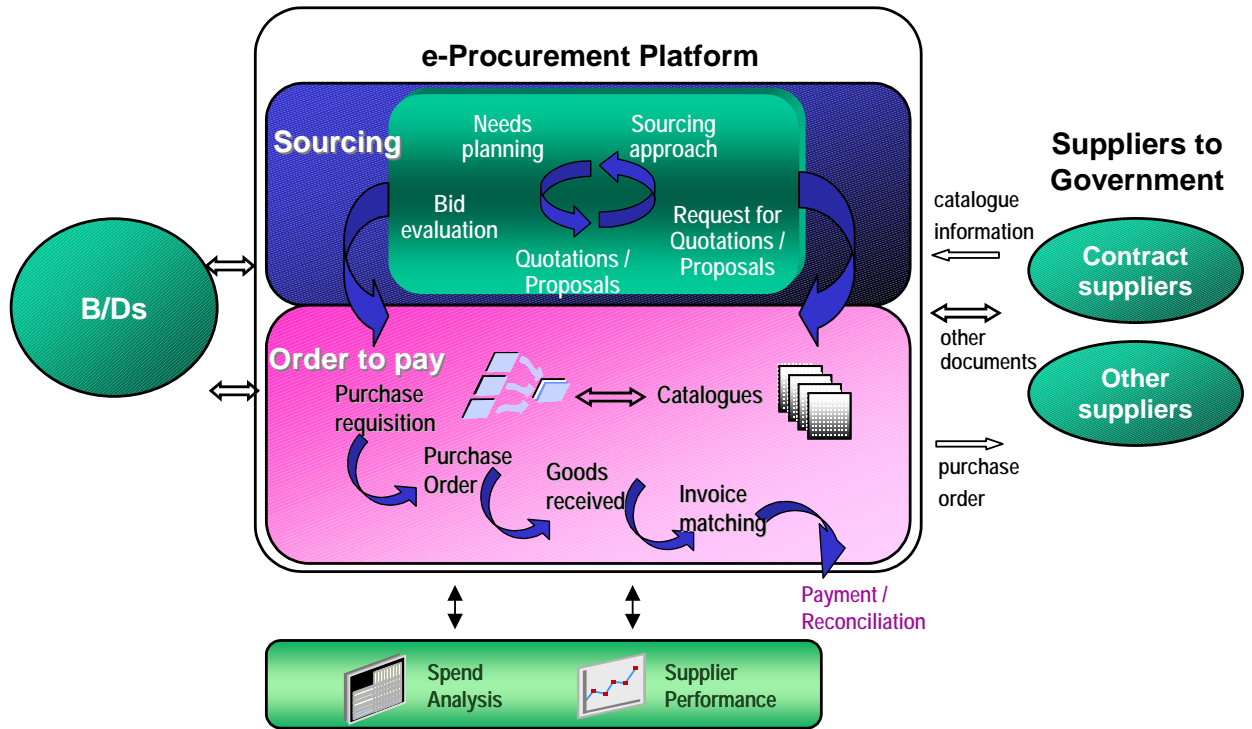 e-Procurement Platform
Sourcing
Needs
planning
Sourcing
approach
Bid
evaluation
Request for
Quotations /
Proposals
Quotations /
Proposals
B/Ds
Suppliers to
Government
catalogue
information
Contract
suppliers
other
documents
Other
suppliers
purchase
order
Order to pay
Purchase
requisition
Catalogues
Purchase
Order
Goods
received
Invoice
matching
Payment /
Reconciliation
Spend
Analysis
Supplier
Performance